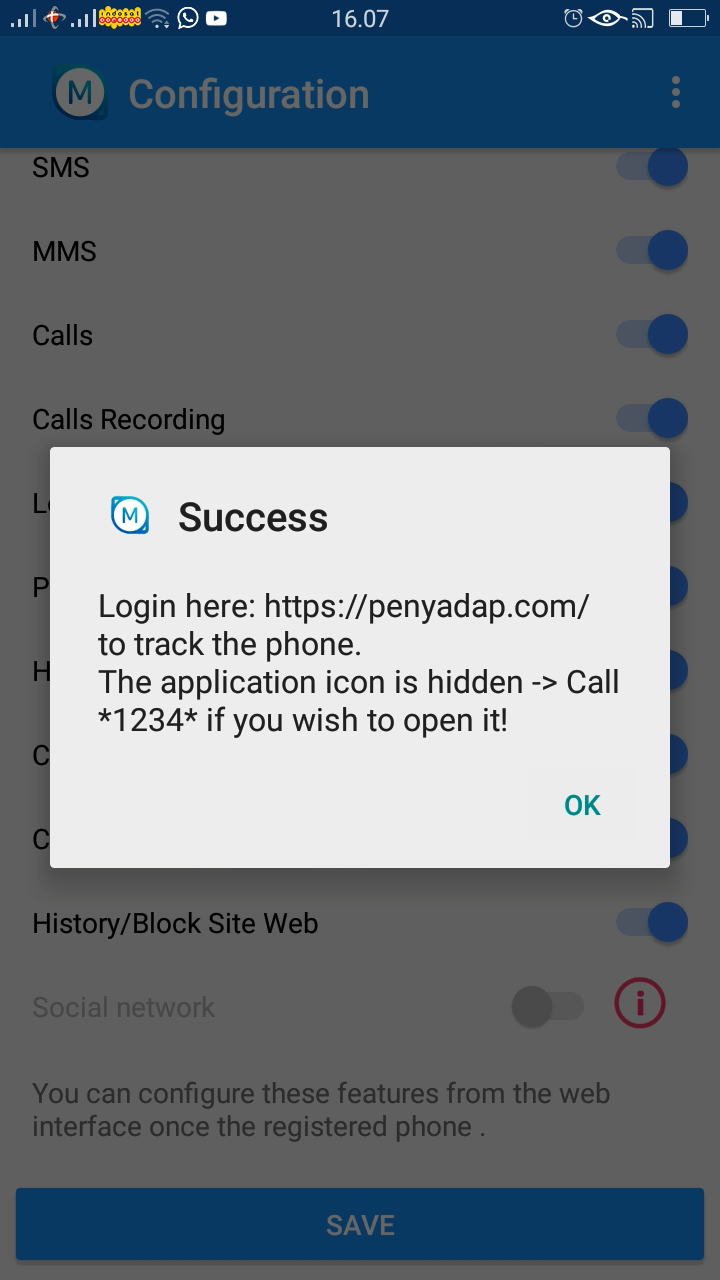 indosat
ooredoo
16.07
M Configuration
SMS
MMS
Calls
Calls Recording
L
P
H
C
C
M Success
Login here: https://penyadap.com/
to track the phone.
The application icon is hidden -> Call
*1234* if you wish to open it!
OK
History/Block Site Web
Social network
You can configure these features from the web
interface once the registered phone .
SAVE